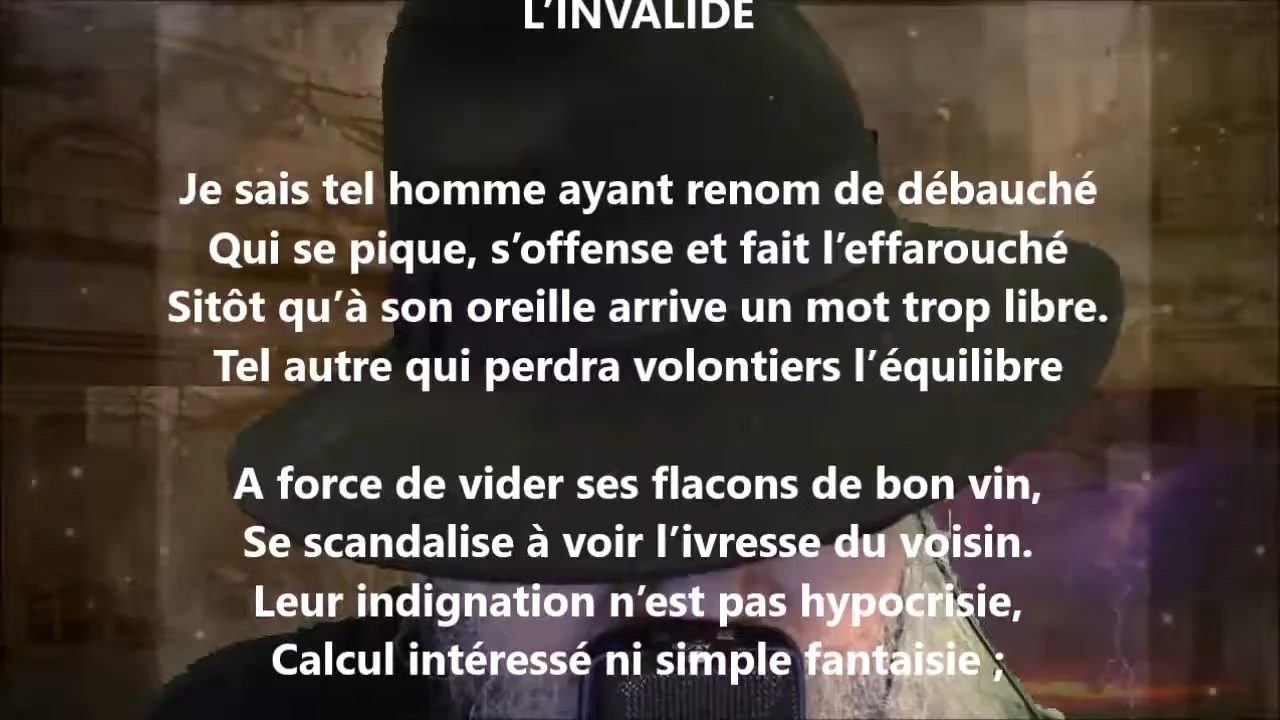 L’INVALIDE
Je sais tel homme ayant renom de débauché
Qui se pique, s’offense et fait l’effarouché
Sitôt qu’à son oreille arrive un mot trop libre.
Tel autre qui perdra volontiers l’équilibre
A force de vider ses flacons de bon vin,
Se scandalise à voir l’ivresse du voisin.
Leur indignation n’est pas hypocrisie,
Calcul intéressé ni simple fantaisie ;